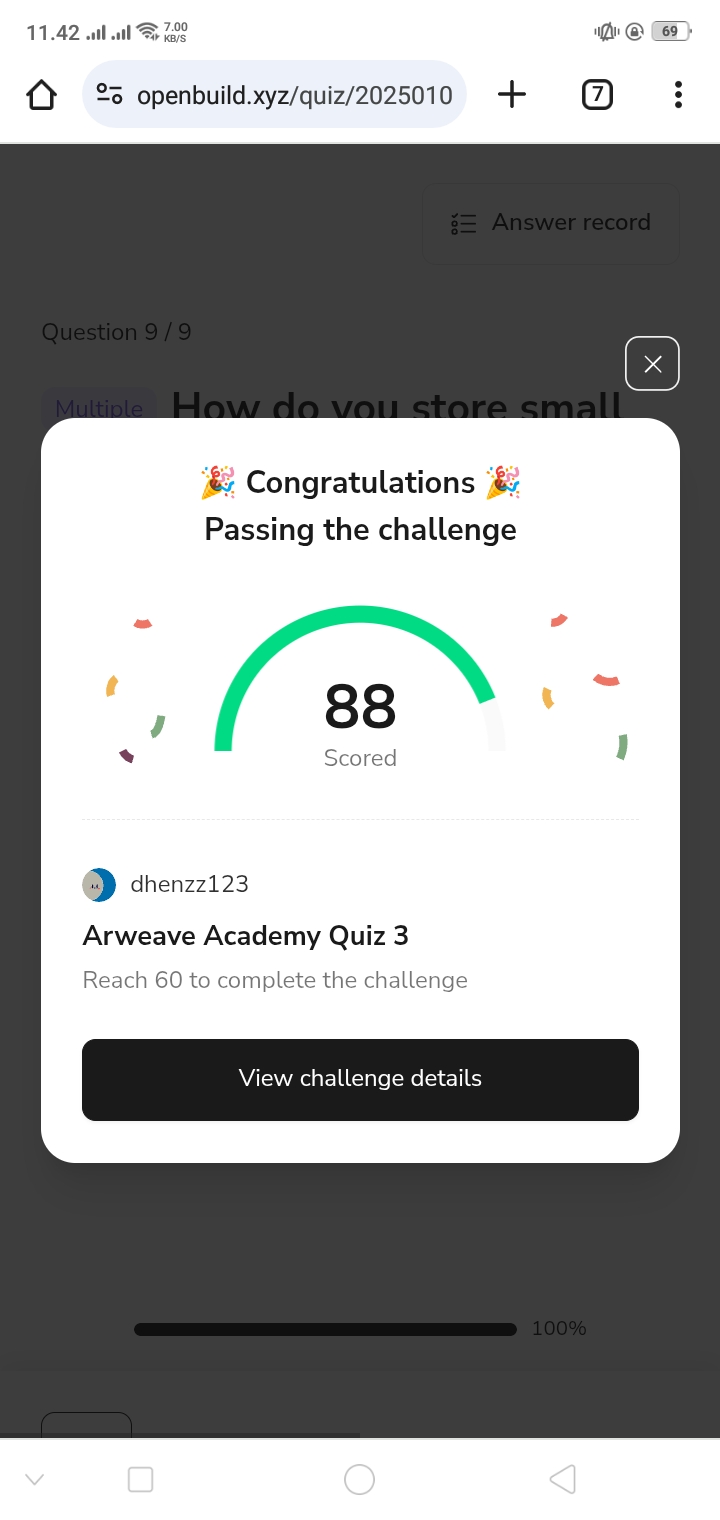 11.42
7.00
KB/S
69
openbuild.xyz/quiz/2025010
7
Answer record
Question 9 / 9
Multiple How do you store small
🎉 Congratulations 🎉
Passing the challenge
88
Scored
dhenzz123
Arweave Academy Quiz 3
Reach 60 to complete the challenge
View challenge details
100%